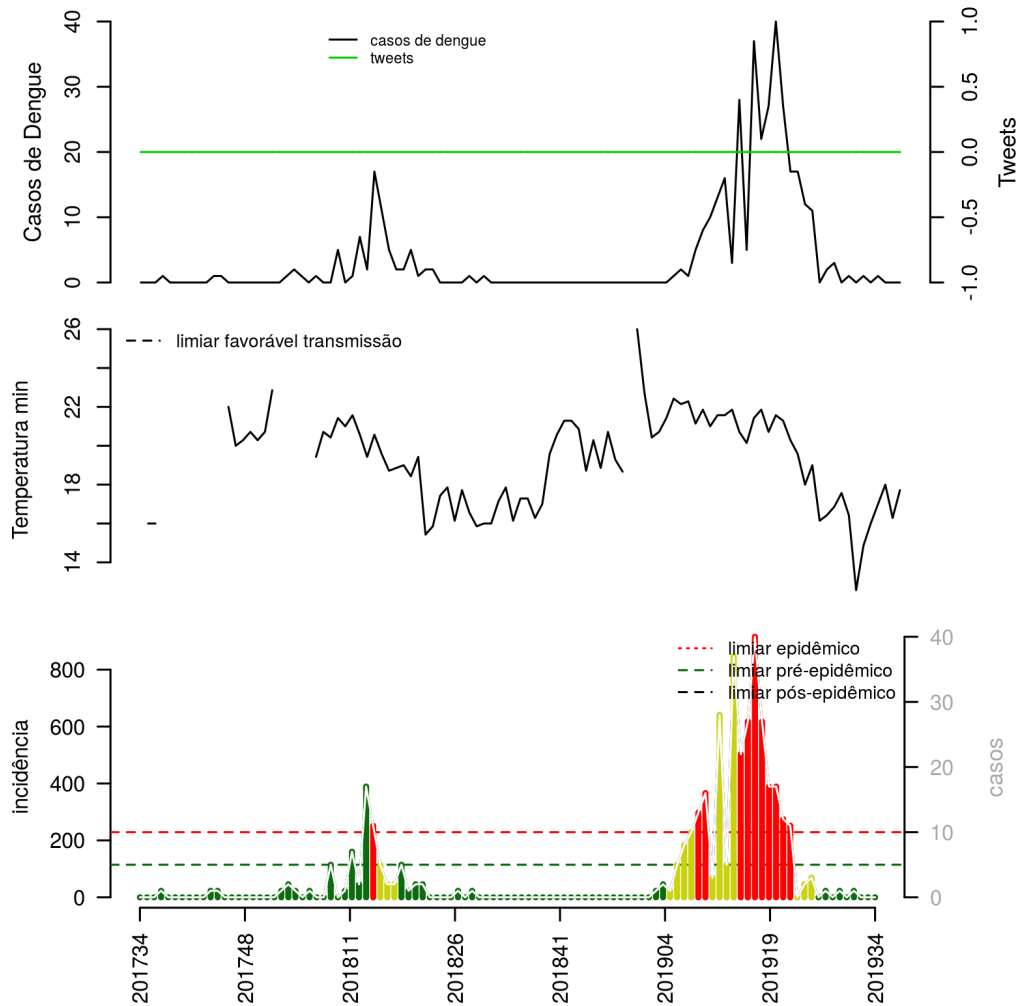 casos de dengue
tweets
Casos de Dengue
0
10
20
30
40
Tweets
-1.0
-0.5
0.0
0.5
1.0
limiar favorável transmissão
Temperatura min
14
18
22
26
limiar epidêmico
limiar pré-epidêmico
limiar pós-epidêmico
incidência
0
200
400
600
800
casos
0
10
20
30
40
201734
201748
201811
201826
201841
201904
201919
201934